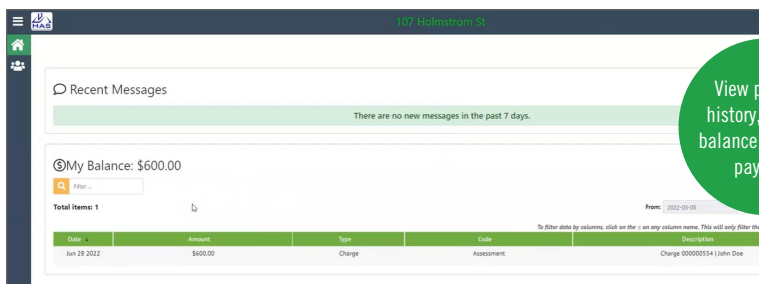 HAS
107 Holmstrom St
Recent Messages
There are no new messages in the past 7 days.
View p
history,
balance
pay
My Balance: $600.00
Filter ..
Total items: 1
From: 2022-03-05
To filter data by columns, click on the : on any column name. This will only filter the
Date ↓ Amount Type Code Description
Jun 28 2022 $600.00 Charge Assessment Charge 000000554 | John Doe